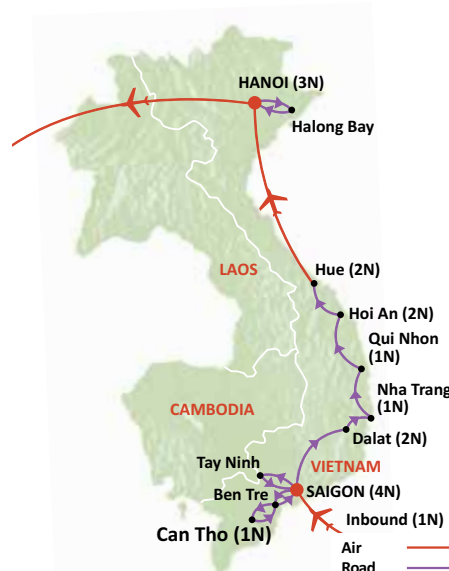 HANOI (3N)
Halong Bay
LAOS
Hue (2N)
Hoi An (2N)
Qui Nhon
(1N)
Nha Trang
(1N)
CAMBODIA
Dalat (2N)
Tay Ninh
VIETNAM
Ben Tre
SAIGON (4N)
Can Tho (1N)
Inbound (1N)
Air
Road